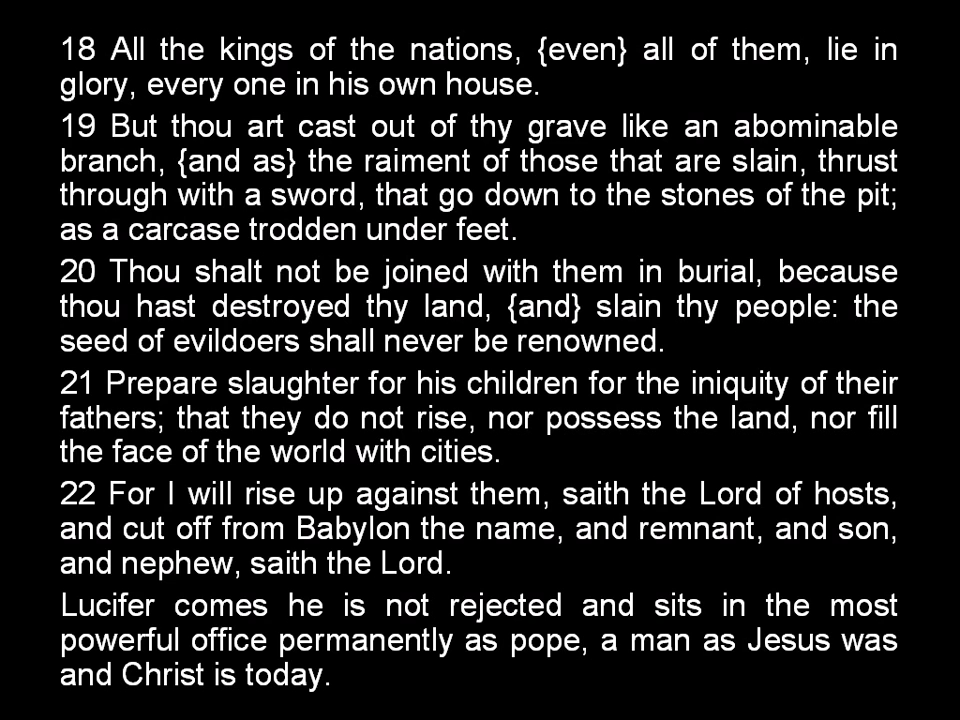 18 All the kings of the nations, {even} all of them, lie in
glory, every one in his own house.
19 But thou art cast out of thy grave like an abominable
branch, {and as} the raiment of those that are slain, thrust
through with a sword, that go down to the stones of the pit;
as a carcase trodden under feet.
20 Thou shalt not be joined with them in burial, because
thou hast destroyed thy land, {and} slain thy people: the
seed of evildoers shall never be renowned.
21 Prepare slaughter for his children for the iniquity of their
fathers; that they do not rise, nor possess the land, nor fill
the face of the world with cities.
22 For I will rise up against them, saith the Lord of hosts,
and cut off from Babylon the name, and remnant, and son,
and nephew, saith the Lord.
Lucifer comes he is not rejected and sits in the most
powerful office permanently as pope, a man as Jesus was
and Christ is today.